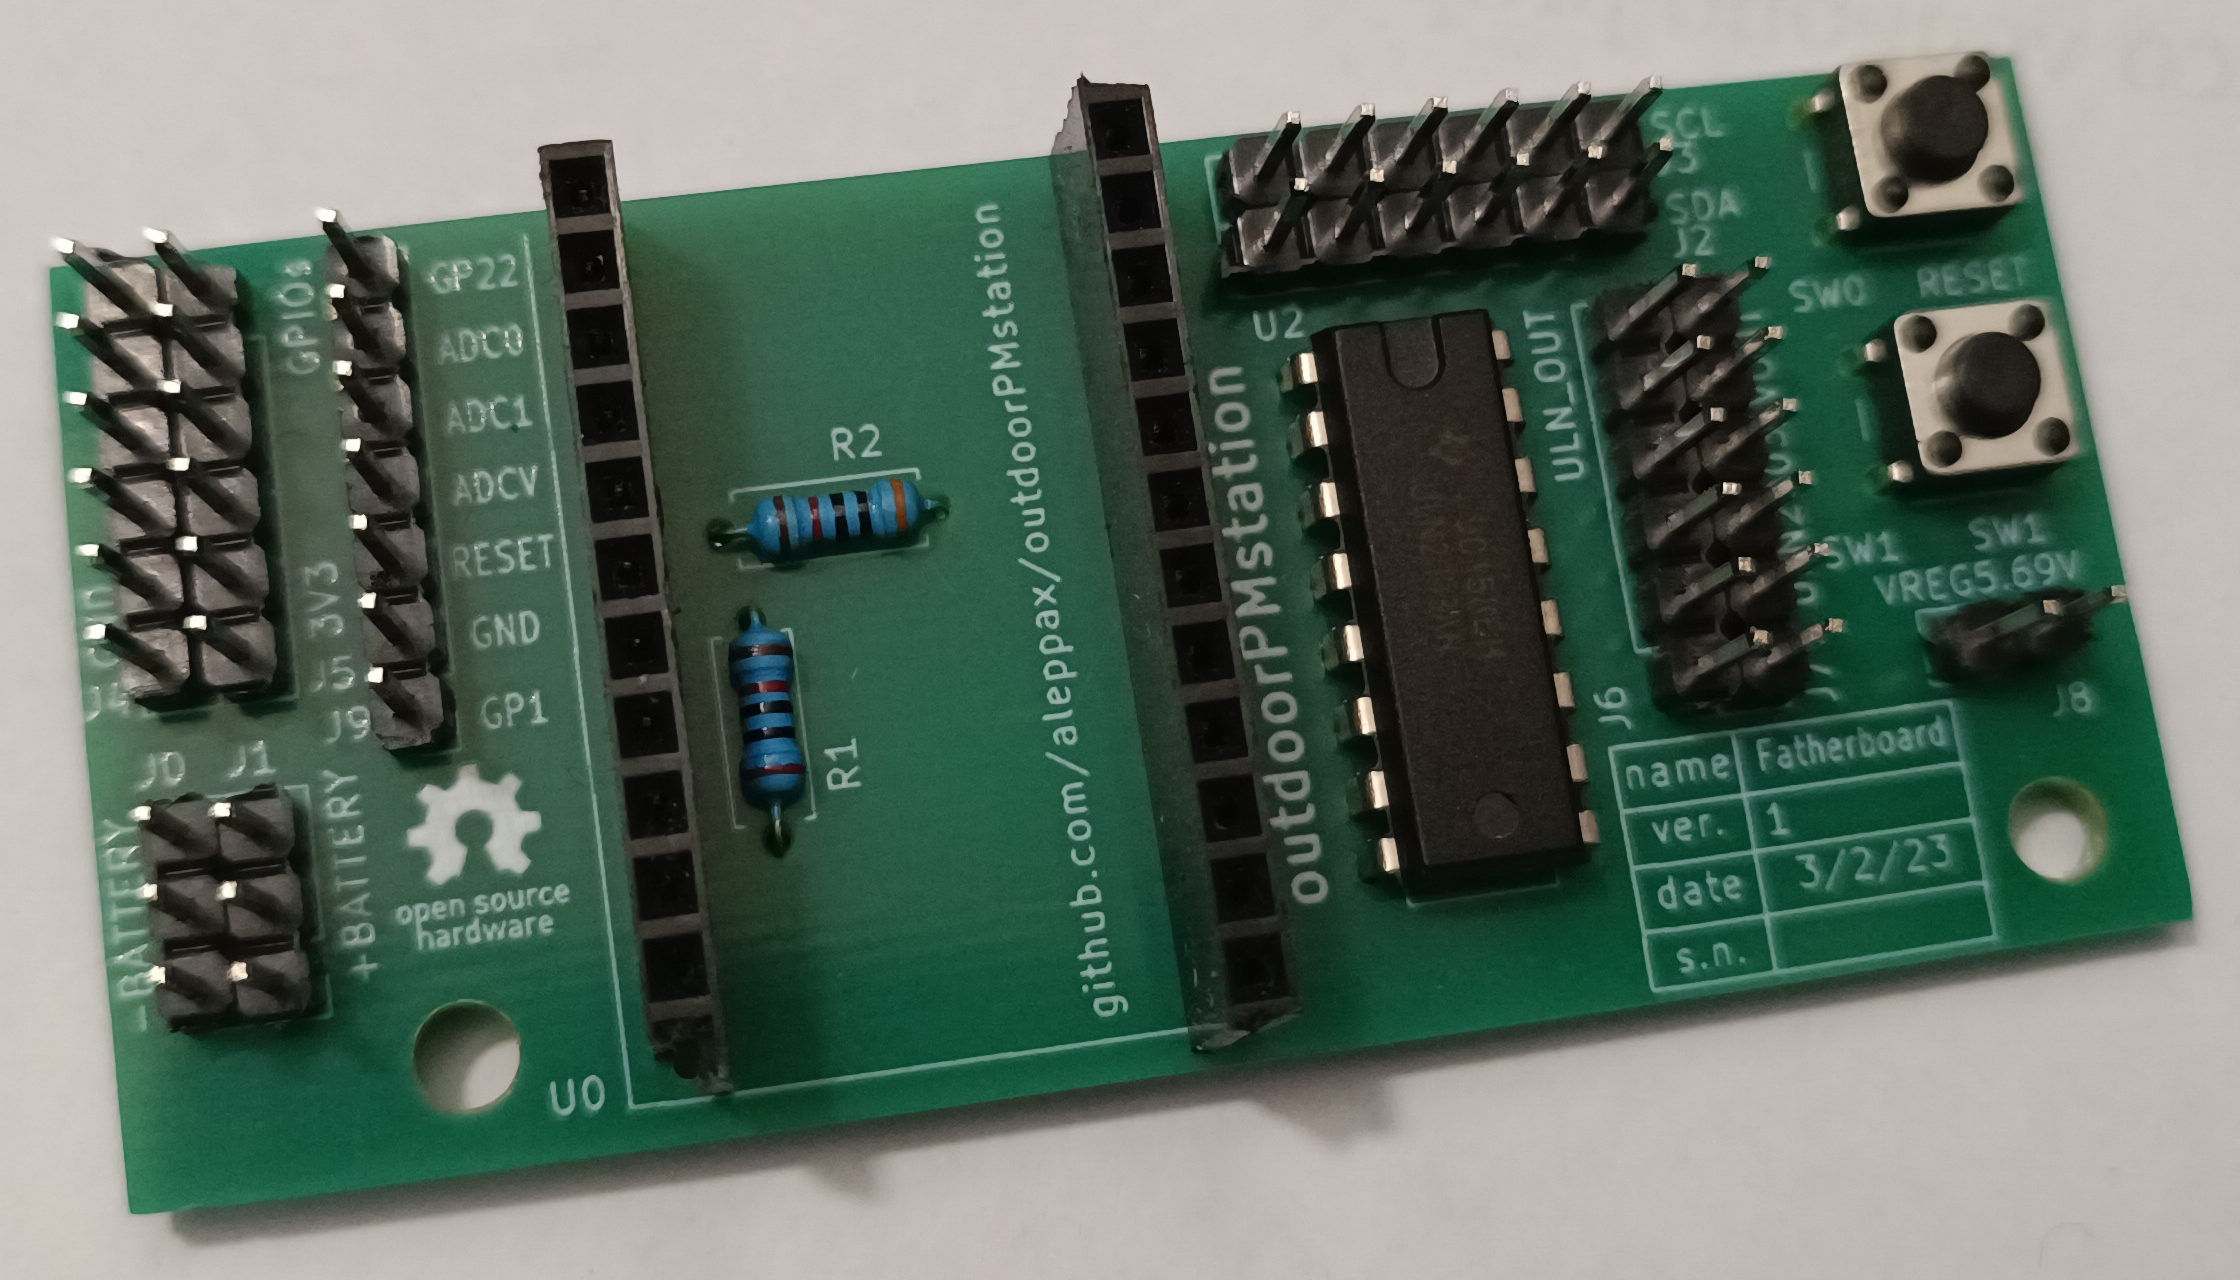 GPIOs
GP22
ADC0
ADC1
ADCV
RESET
GND
GP1
3V3
J5
J9
J0
J1
-BATTERY
+BATTERY
open source
hardware
U0
R2
R1
github.com/aleppax/outdoorPMstation
outdoorPMstation
U2
SCL
J3
SDA
J2
ULN_OUT
J6
SW0
RESET
SW1
SW1
VREG5.69V
J8
name Fatherboard
ver. 1
date 3/2/23
s.n.